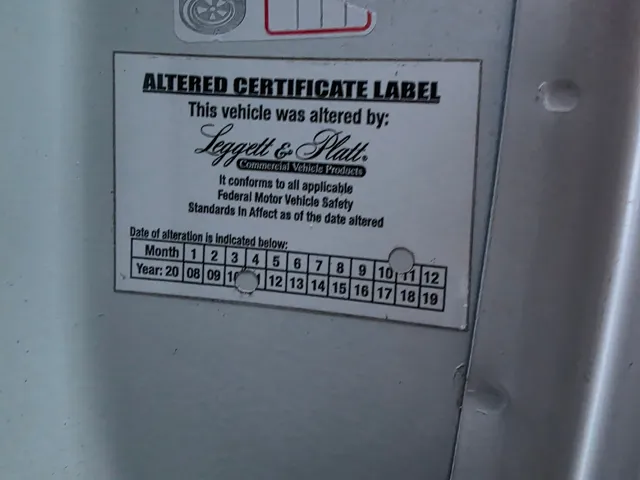 ALTERED CERTIFICATE LABEL
This vehicle was altered by:
Leggett & Platt®
Commercial Vehicle Products
It conforms to all applicable
Federal Motor Vehicle Safety
Standards In Affect as of the date altered
Date of alteration is indicated below:
Month 1 2 3 4 5 6 7 8 9 10 11 12
Year: 20 08 09 12 13 14 15 16 17 18 19